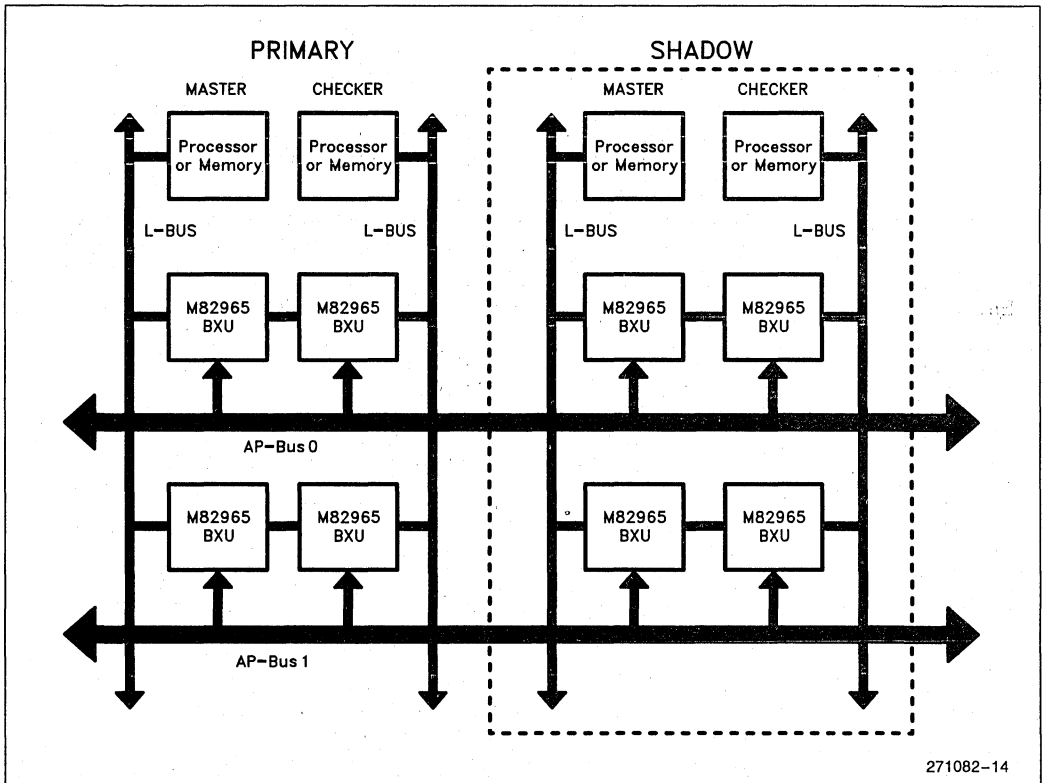 PRIMARY
SHADOW
MASTER
CHECKER
MASTER
CHECKER
Processor
or Memory
Processor
or Memory
Processor
or Memory
Processor
or Memory
L-BUS
L-BUS
L-BUS
L-BUS
M82965
BXU
M82965
BXU
M82965
BXU
M82965
BXU
AP-Bus 0
M82965
BXU
M82965
BXU
M82965
BXU
M82965
BXU
AP-Bus 1
271082-14